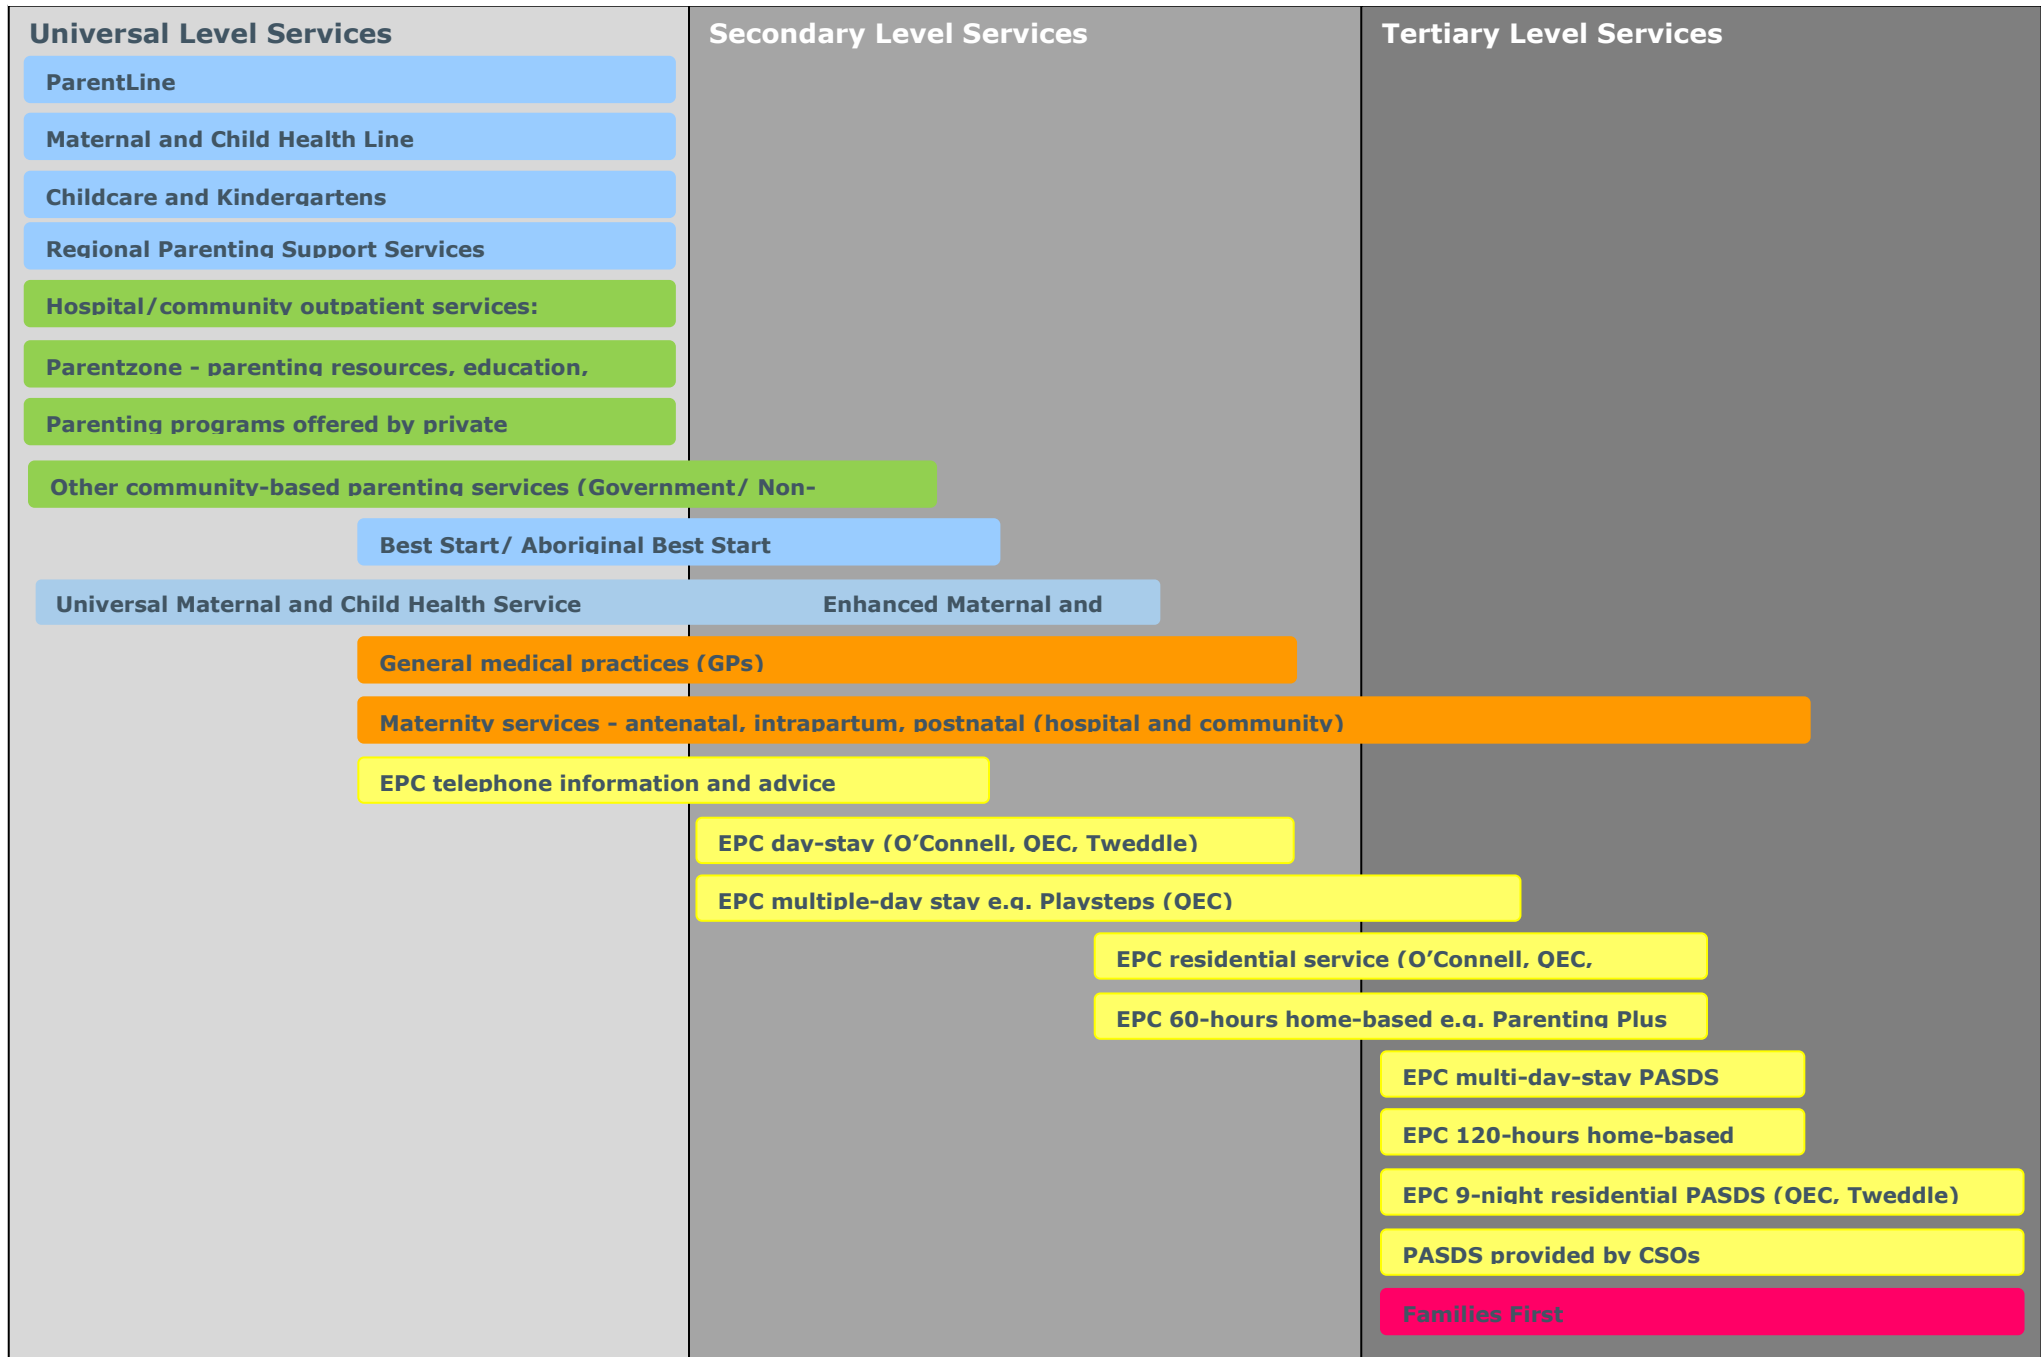 Universal Level Services
Secondary Level Services
Tertiary Level Services
ParentLine
Maternal and Child Health Line
Childcare and Kindergartens
Regional Parenting Support Services
Hospital/community outpatient services:
Parentzone - parenting resources, education,
Parenting programs offered by private
Other community-based parenting services (Government/ Non-
Best Start/ Aboriginal Best Start
Universal Maternal and Child Health Service
Enhanced Maternal and
General medical practices (GPs)
Maternity services - antenatal, intrapartum, postnatal (hospital and community)
EPC telephone information and advice
EPC day-stay (O’Connell, QEC, Tweddle)
EPC multiple-day stay e.g. Playsteps (QEC)
EPC residential service (O’Connell, QEC,
EPC 60-hours home-based e.g. Parenting Plus
EPC multi-day-stay PASDS
EPC 120-hours home-based
EPC 9-night residential PASDS (QEC, Tweddle)
PASDS provided by CSOs
Families First